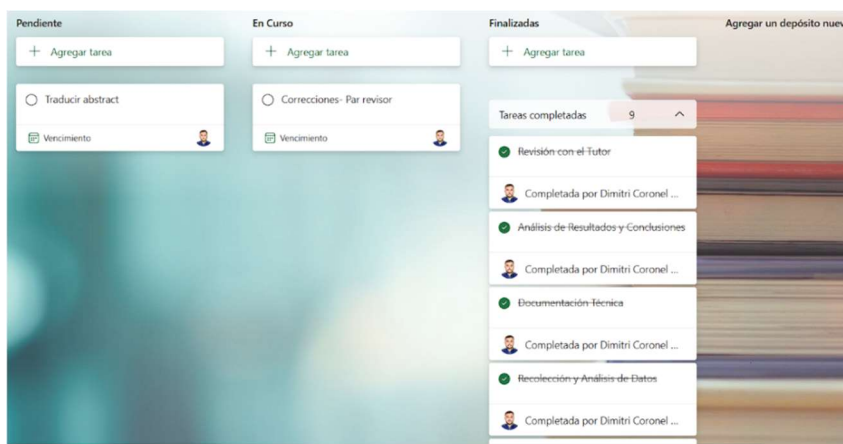 Pendiente
Agregar tarea
Traducir abstract
Vencimiento
En Curso
Agregar tarea
Correcciones- Par revisor
Vencimiento
Finalizadas
Agregar tarea
Tareas completadas 9
Revisión con el Tutor
Completada por Dimitri Coronel ...
Análisis de Resultados y Conclusiones
Completada por Dimitri Coronel ...
Documentación Técnica
Completada por Dimitri Coronel ...
Recolección y Análisis de Datos
Completada por Dimitri Coronel ...
Agregar un depósito nuev